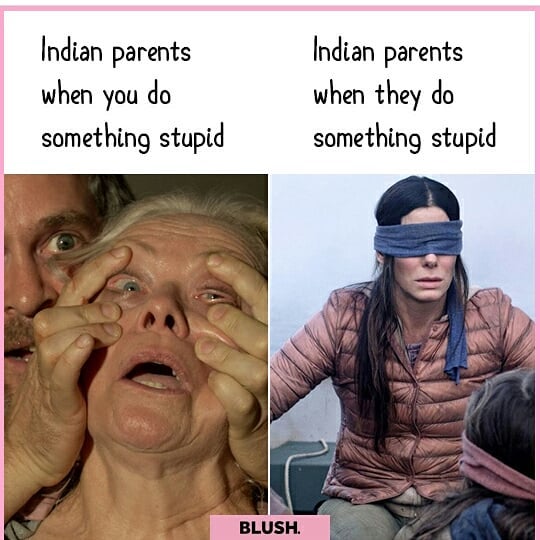 Indian parents
when you do
something stupid
Indian parents
when they do
something stupid
BLUSH.